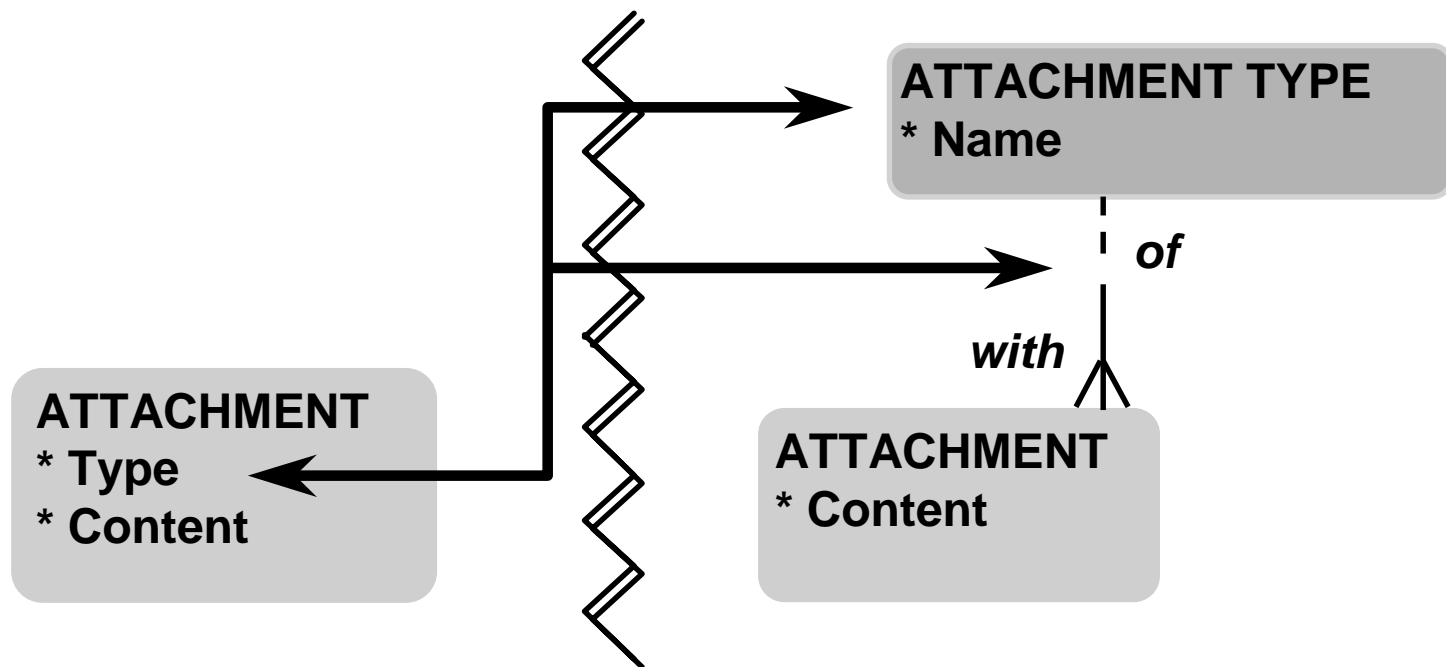 ATTACHMENT TYPE
* Name
of
with
ATTACHMENT
* Type
* Content
ATTACHMENT
* Content